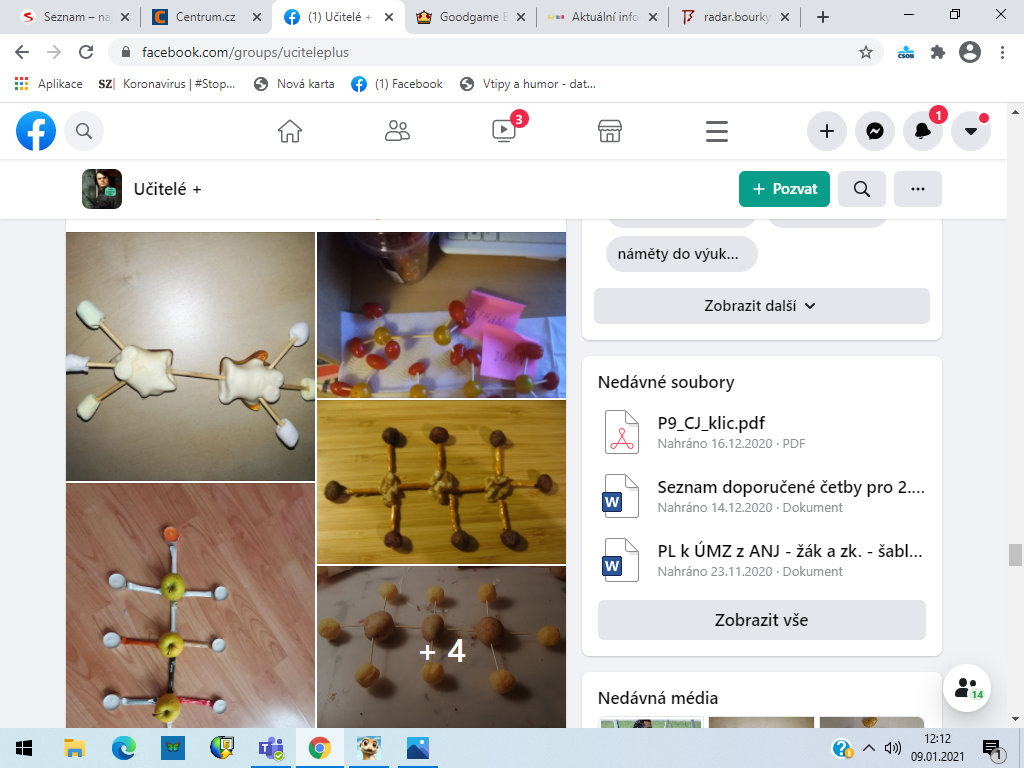 Seznam – na
Centrum.cz
(1) Učitelé +
Goodgame E
Aktuální info
radar.bourky
facebook.com/groups/uciteleplus
Aplikace
SZ Koronavirus | #Stop...
Nová karta
(1) Facebook
Vtipy a humor - dat...
3
1
Učitelé +
+ Pozvat
náměty do výuk...
Zobrazit další
Nedávné soubory
P9_CJ_klic.pdf
Nahráno 16.12.2020 · PDF
Seznam doporučené četby pro 2....
Nahráno 14.12.2020 · Dokument
PL k ÚMZ z ANJ - žák a zk. - šabl...
Nahráno 23.11.2020 · Dokument
Zobrazit vše
+ 4
Nedávná média
14
12:12
09.01.2021
1